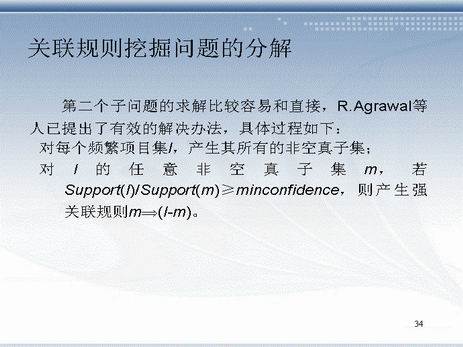 关联规则挖掘问题的分解
第二个子问题的求解比较容易和直接，R.Agrawal等
人已提出了有效的解决办法，具体过程如下：
对每个频繁项目集l，产生其所有的非空真子集；
对l的任意非空真子集m，若
Support(l)/Support(m)≥minconfidence，则产生强
关联规则m⟹(l-m)。
34